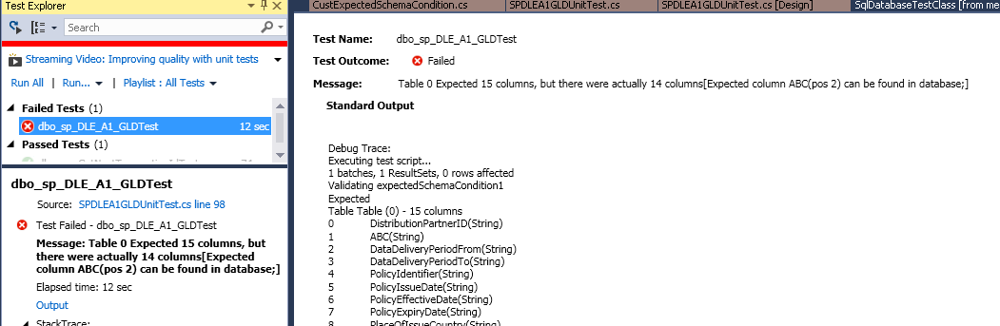 Test Explorer
Search
Streaming Video: Improving quality with unit tests
Run All | Run... | Playlist : All Tests
Failed Tests (1)
dbo_sp_DLE_A1_GLDTest 12 sec
Passed Tests (1)
dbo_sp_DLE_A1_GLDTest
Source: SPDLEA1GLDUnitTest.cs line 98
Test Failed - dbo_sp_DLE_A1_GLDTest
Message: Table 0 Expected 15 columns, but
there were actually 14 columns[Expected
column ABC(pos 2) can be found in database;]
Elapsed time: 12 sec
Output
StackTrace:
CustExpectedSchemaCondition.cs
SPDLEA1GLDUnitTest.cs
SPDLEA1GLDUnitTest.cs [Design]
SqlDatabaseTestClass [from me
Test Name: dbo_sp_DLE_A1_GLDTest
Test Outcome: Failed
Message: Table 0 Expected 15 columns, but there were actually 14 columns[Expected column ABC(pos 2) can be found in database;]
Standard Output
Debug Trace:
Executing test script...
1 batches, 1 ResultSets, 0 rows affected
Validating expectedSchemaCondition1
Expected
Table Table (0) - 15 columns
0 DistributionPartnerID(String)
1 ABC(String)
2 DataDeliveryPeriodFrom(String)
3 DataDeliveryPeriodTo(String)
4 PolicyIdentifier(String)
5 PolicyIssueDate(String)
6 PolicyEffectiveDate(String)
7 PolicyExpiryDate(String)
8 PlaceOfIssueCountry(String)